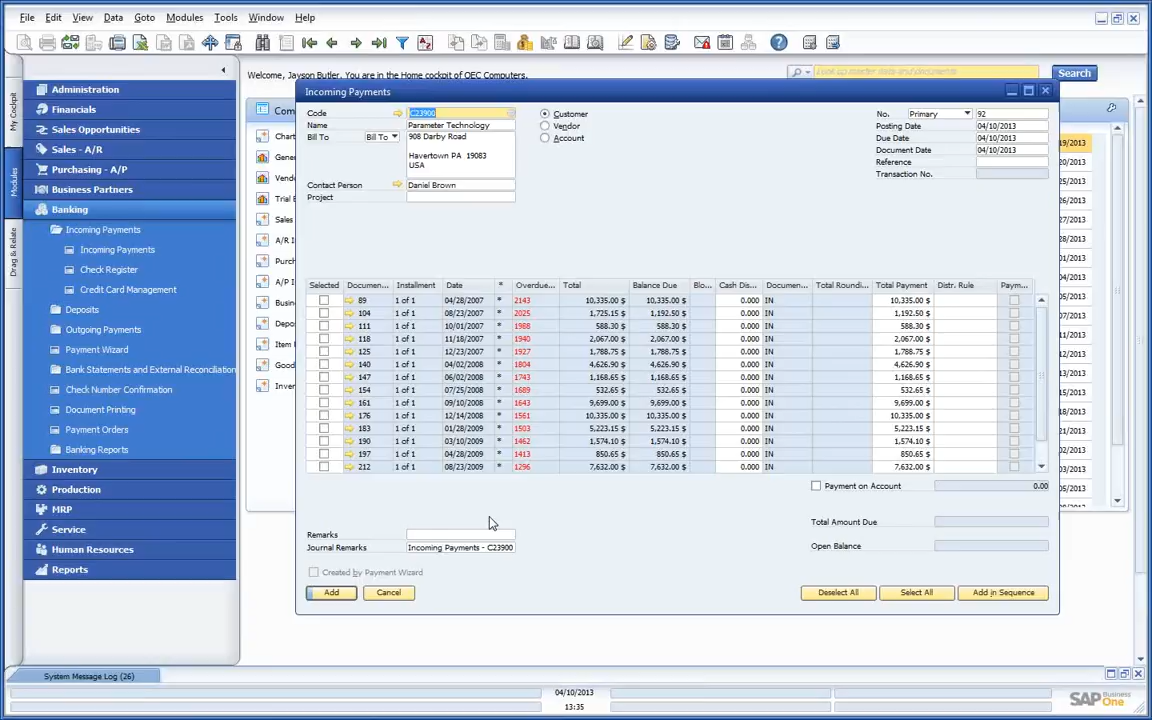 File Edit View Data Goto Modules Tools Window Help
Welcome, Jayson Butler. You are in the Home cockpit of OEC Computers.
Search
My Cockpit
Modules
Drag & Relate
Administration
Financials
Sales Opportunities
Sales - A/R
Purchasing - A/P
Business Partners
Banking
Incoming Payments
Incoming Payments
Check Register
Credit Card Management
Deposits
Outgoing Payments
Payment Wizard
Bank Statements and External Reconciliation
Check Number Confirmation
Document Printing
Payment Orders
Banking Reports
Inventory
Production
MRP
Service
Human Resources
Reports
Incoming Payments
Code C23900
Name Parameter Technology
Bill To Bill To 908 Darby Road
Havertown PA 19083
USA
Contact Person Daniel Brown
Project
Customer
Vendor
Account
No. Primary 92
Posting Date 04/10/2013
Due Date 04/10/2013
Document Date 04/10/2013
Reference
Transaction No.
Selected Documen... Installment Date * Overdue... Total Balance Due Blo... Cash Dis... Documen... Total Roundi... Total Payment Distr. Rule Paym...
89 1 of 1 04/28/2007 * 2143 10,335.00 $ 10,335.00 $ 0.000 IN 10,335.00 $
104 1 of 1 08/23/2007 * 2025 1,725.15 $ 1,192.50 $ 0.000 IN 1,192.50 $
111 1 of 1 10/01/2007 * 1988 588.30 $ 588.30 $ 0.000 IN 588.30 $
118 1 of 1 11/18/2007 * 1940 2,067.00 $ 2,067.00 $ 0.000 IN 2,067.00 $
125 1 of 1 12/23/2007 * 1927 1,788.75 $ 1,788.75 $ 0.000 IN 1,788.75 $
140 1 of 1 04/02/2008 * 1804 4,626.90 $ 4,626.90 $ 0.000 IN 4,626.90 $
147 1 of 1 06/02/2008 * 1743 1,168.65 $ 1,168.65 $ 0.000 IN 1,168.65 $
154 1 of 1 07/25/2008 * 1689 532.65 $ 532.65 $ 0.000 IN 532.65 $
161 1 of 1 09/10/2008 * 1643 9,699.00 $ 9,699.00 $ 0.000 IN 9,699.00 $
176 1 of 1 12/14/2008 * 1561 10,335.00 $ 10,335.00 $ 0.000 IN 10,335.00 $
183 1 of 1 01/28/2009 * 1503 5,223.15 $ 5,223.15 $ 0.000 IN 5,223.15 $
190 1 of 1 03/10/2009 * 1462 1,574.10 $ 1,574.10 $ 0.000 IN 1,574.10 $
197 1 of 1 04/28/2009 * 1413 850.65 $ 850.65 $ 0.000 IN 850.65 $
212 1 of 1 08/23/2009 * 1296 7,632.00 $ 7,632.00 $ 0.000 IN 7,632.00 $
Payment on Account 0.00
Total Amount Due
Open Balance
Remarks
Journal Remarks Incoming Payments - C23900
Created by Payment Wizard
Add Cancel Deselect All Select All Add in Sequence
System Message Log (26)
04/10/2013
13:35
SAP Business One